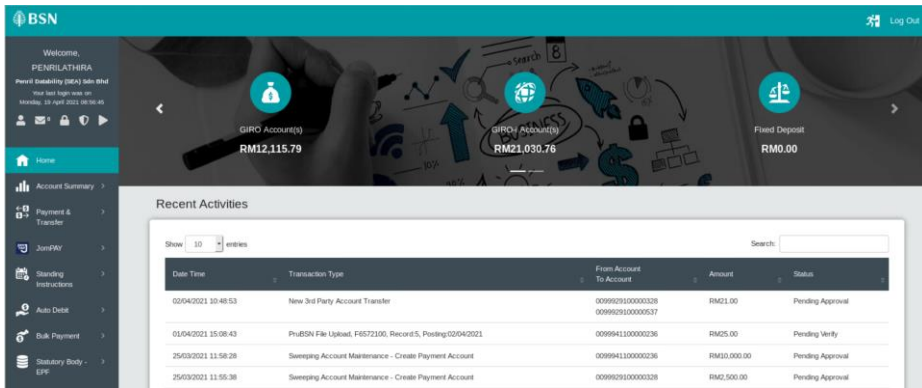 BSN
Log Out
Welcome,
PENRILATHIRA
Penril Datability (SEA) Sdn Bhd
Your last login was on
Monday, 19 April 2021 08:56:45
Home
Account Summary
Payment &
Transfer
JomPAY
Standing
Instructions
Auto Debit
Bulk Payment
Statutory Body -
EPF
Search 8
BUSINESS
GIRO Account(s)
RM12,115.79
GIRO-i Account(s)
RM21,030.76
Fixed Deposit
RM0.00
Recent Activities
Show 10 entries
Search:
Date Time Transaction Type From Account Amount Status
To Account
02/04/2021 10:48:53 New 3rd Party Account Transfer 0099929100000328 RM21.00 Pending Approval
0099929100000537
01/04/2021 15:08:43 PruBSN File Upload, F6572100, Record:5, Posting:02/04/2021 0099941100000236 RM25.00 Pending Verify
25/03/2021 11:58:28 Sweeping Account Maintenance - Create Payment Account 0099941100000236 RM10,000.00 Pending Approval
25/03/2021 11:55:38 Sweeping Account Maintenance - Create Payment Account 0099929100000328 RM2,500.00 Pending Approval